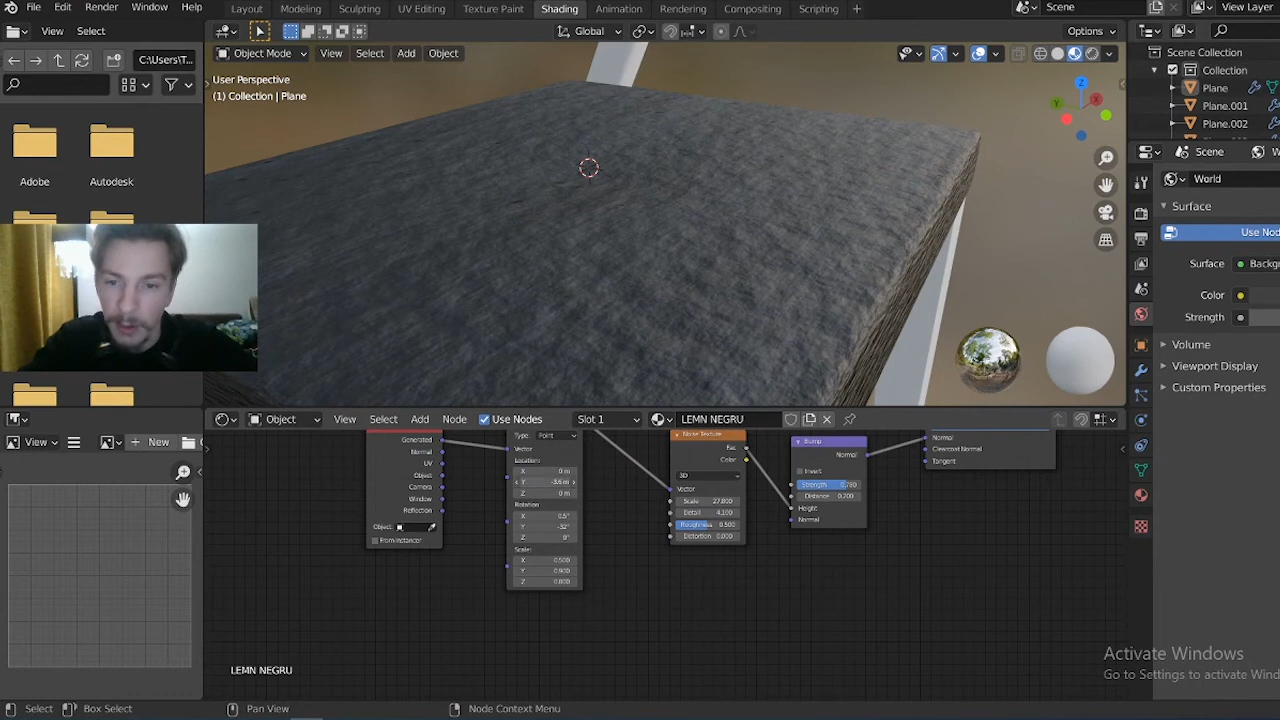 File Edit Render Window Help Layout Modeling Sculpting UV Editing Texture Paint Shading Animation Rendering Compositing Scripting + Scene View Layer
View Select Global Options
C:\Users\T... Object Mode View Select Add Object Scene Collection
User Perspective
(1) Collection | Plane
Collection
Plane
Plane.001
Plane.002
Adobe Autodesk
Scene
World
Surface
Use Nod
Surface: Backg
Color
Strength
Volume
Viewport Display
Custom Properties
Object View Select Add Node Use Nodes Slot 1 LEMN NEGRU
View + New
Generated
Normal
UV
Object
Camera
Window
Reflection
Object:
From Instancer
Type: Point
Vector
Location:
X 0 m
Y -3.6 m
Z 0 m
Rotation:
X 0.5°
Y -32°
Z 9°
Scale:
X 0.500
Y 0.900
Z 0.800
Noise Texture
Fac
Color
3D
Vector
Scale 27.800
Detail 4.100
Roughness 0.500
Distortion 0.000
Bump
Normal
Invert
Strength 0.780
Distance 0.200
Height
Normal
Normal
Clearcoat Normal
Tangent
LEMN NEGRU
Activate Windows
Go to Settings to activate Wind
Select Box Select Pan View Node Context Menu